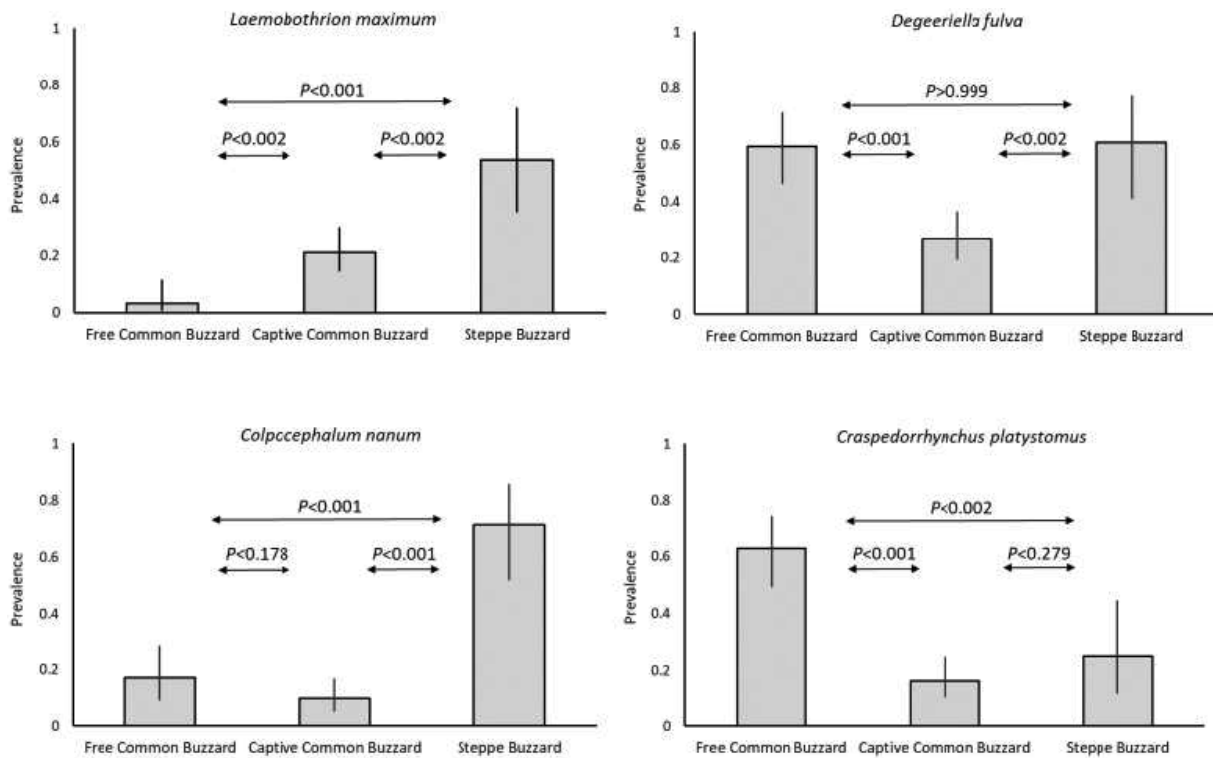 Laemobothrion maximum
1
0.8
0.6
0.4
0.2
0
Prevalence
P<0.001
P<0.002
P<0.002
Free Common Buzzard Captive Common Buzzard Steppe Buzzard
Degeeriella fulva
1
0.8
0.6
0.4
0.2
0
Prevalence
P>0.999
P<0.001
P<0.002
Free Common Buzzard Captive Common Buzzard Steppe Buzzard
Colpccephalum nanum
1
0.8
0.6
0.4
0.2
0
Prevalence
P<0.001
P<0.178
P<0.001
Free Common Buzzard Captive Common Buzzard Steppe Buzzard
Craspedorrhynchus platystomus
1
0.8
0.6
0.4
0.2
0
Prevalence
P<0.002
P<0.001
P<0.279
Free Common Buzzard Captive Common Buzzard Steppe Buzzard